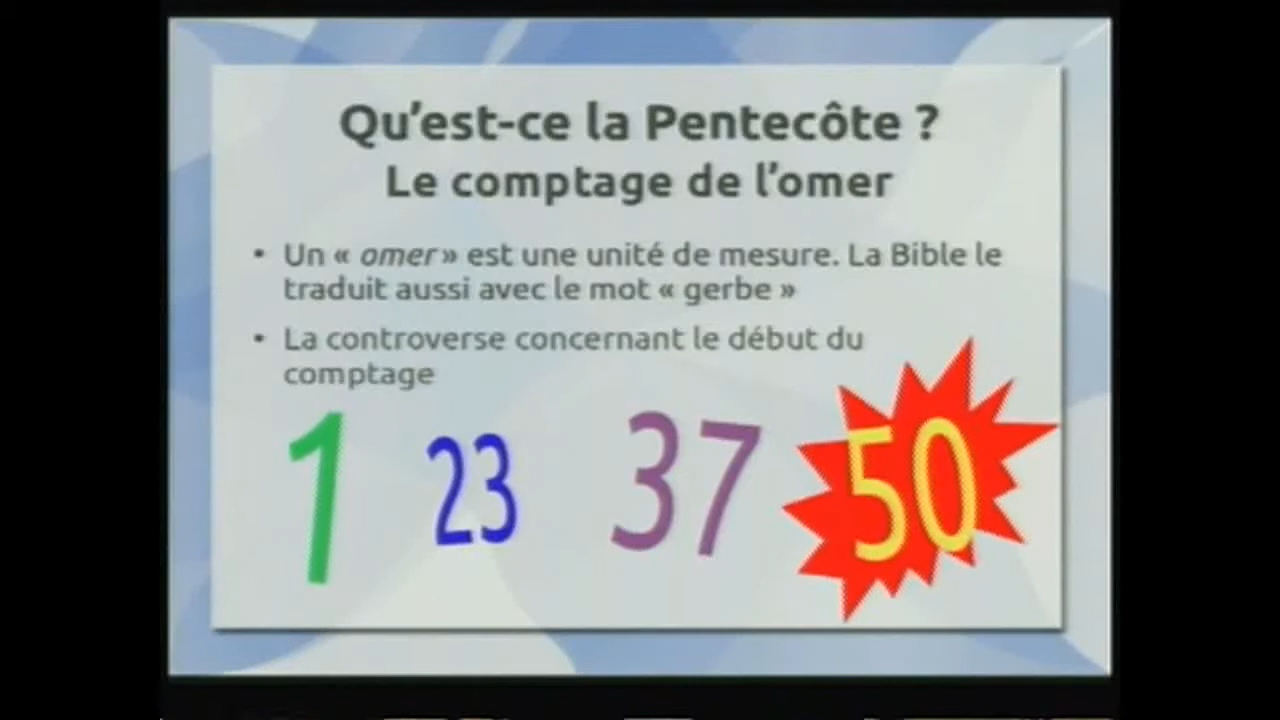 Qu’est-ce la Pentecôte ?
Le comptage de l’omer
• Un « omer » est une unité de mesure. La Bible le
traduit aussi avec le mot « gerbe »
• La controverse concernant le début du
comptage
1 23 37 50